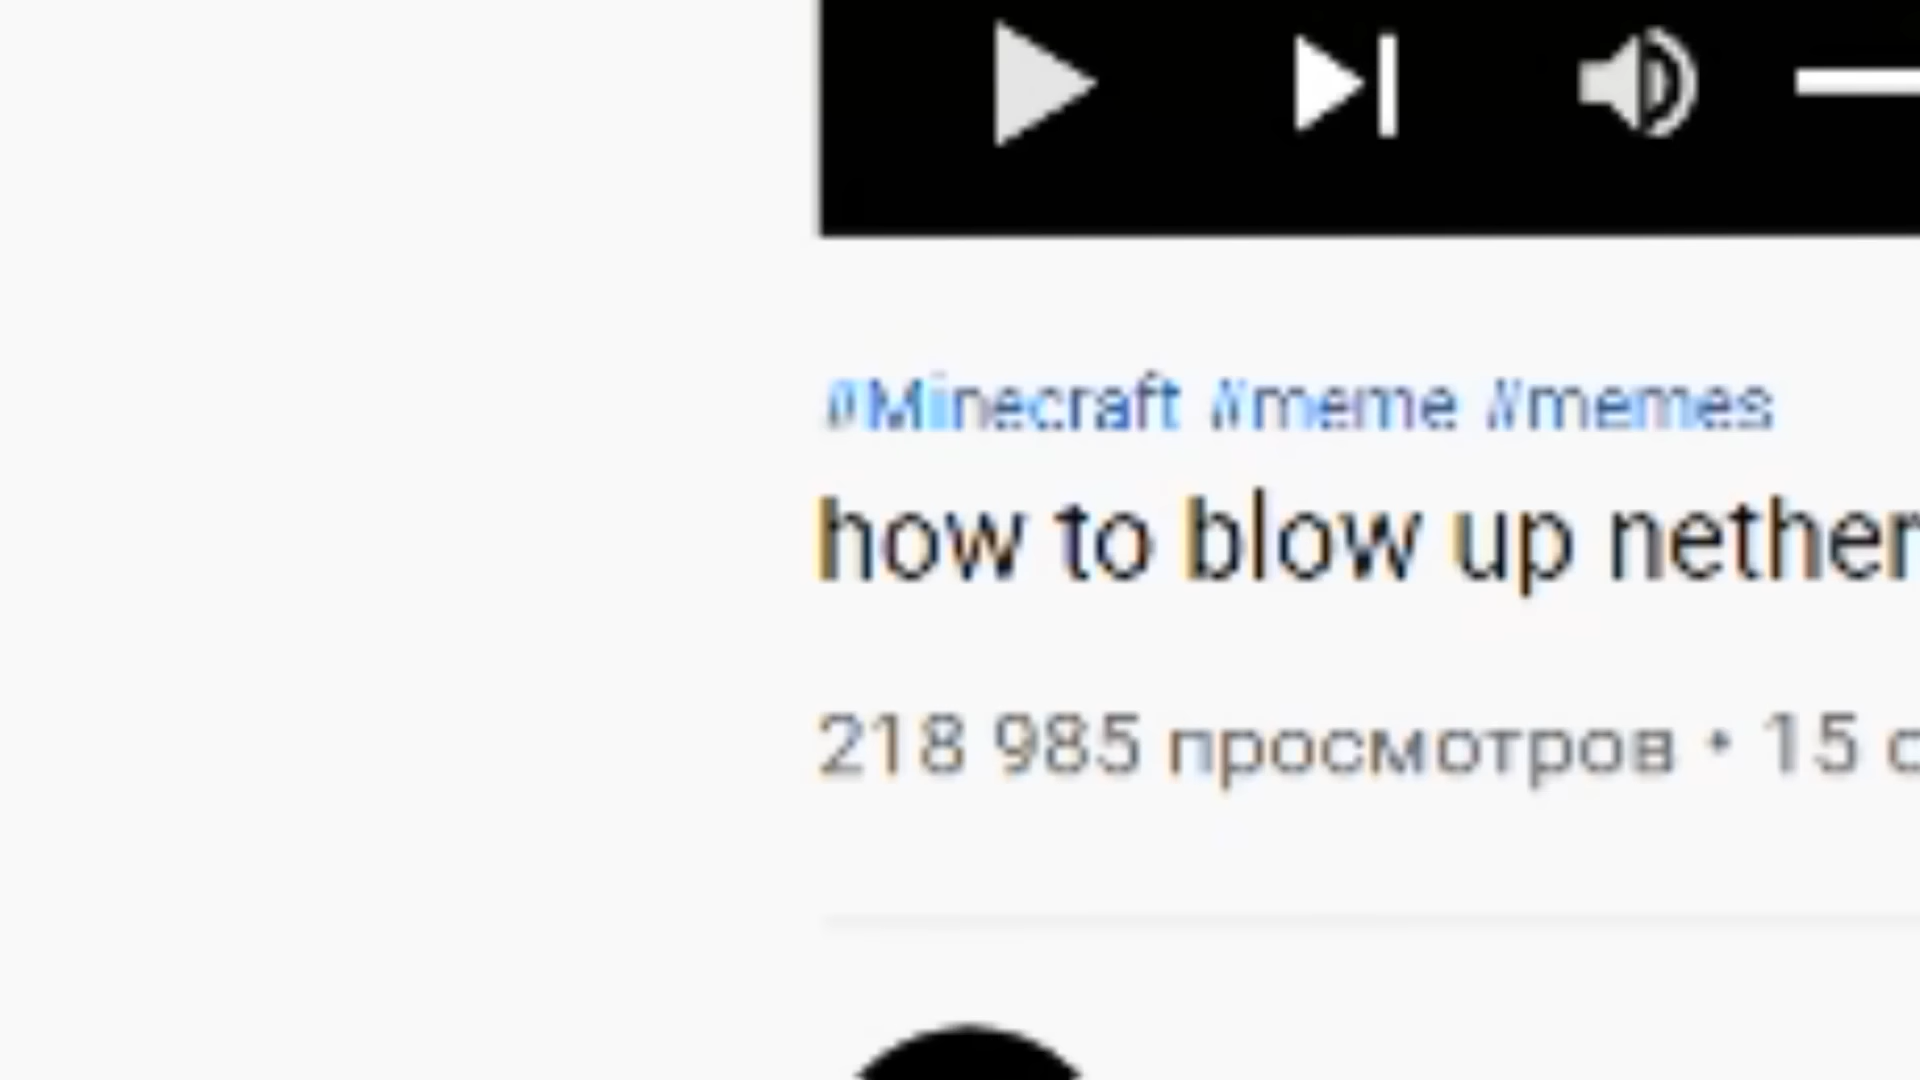 #Minecraft #meme #memes
how to blow up nether
218 985 просмотров • 15